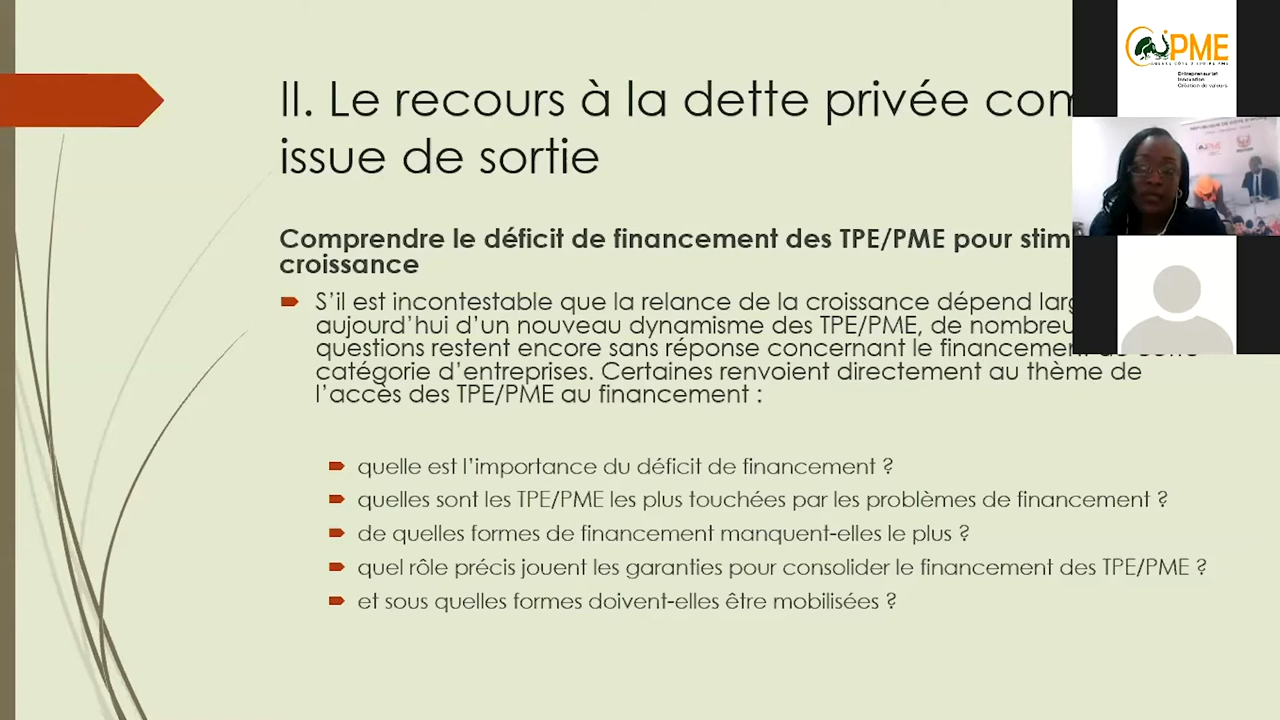 II. Le recours à la dette privée com
issue de sortie
Comprendre le déficit de financement des TPE/PME pour stim
croissance
S'il est incontestable que la relance de la croissance dépend larg
aujourd'hui d'un nouveau dynamisme des TPE/PME, de nombreu
questions restent encore sans réponse concernant le financement
catégorie d'entreprises. Certaines renvoient directement au thème de
l'accès des TPE/PME au financement :
quelle est l'importance du déficit de financement ?
quelles sont les TPE/PME les plus touchées par les problèmes de financement ?
de quelles formes de financement manquent-elles le plus ?
quel rôle précis jouent les garanties pour consolider le financement des TPE/PME ?
et sous quelles formes doivent-elles être mobilisées ?
CiPME
Entrepreneuriat
Innovation
Création de valeurs